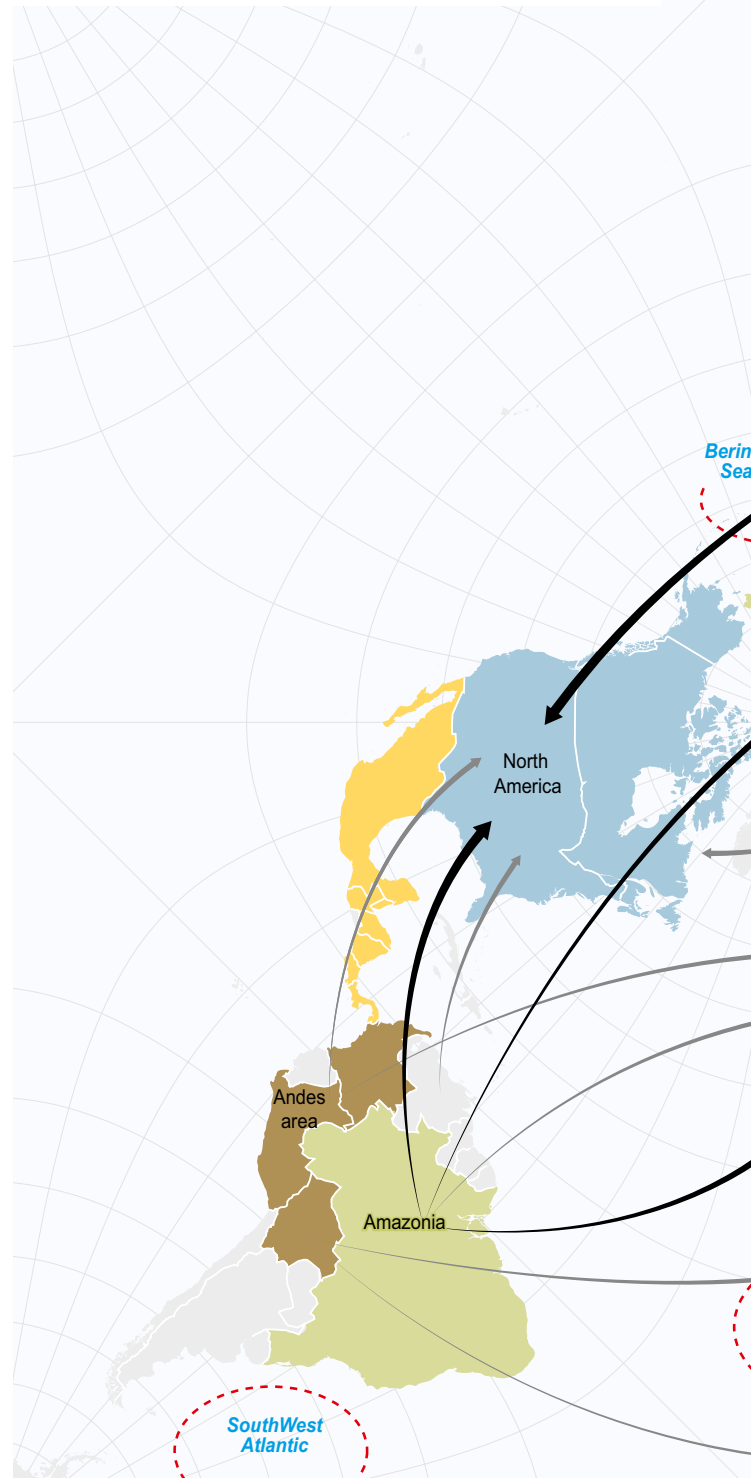 Berin
Sea
North
America
Andes
area
Amazonia
SouthWest
Atlantic